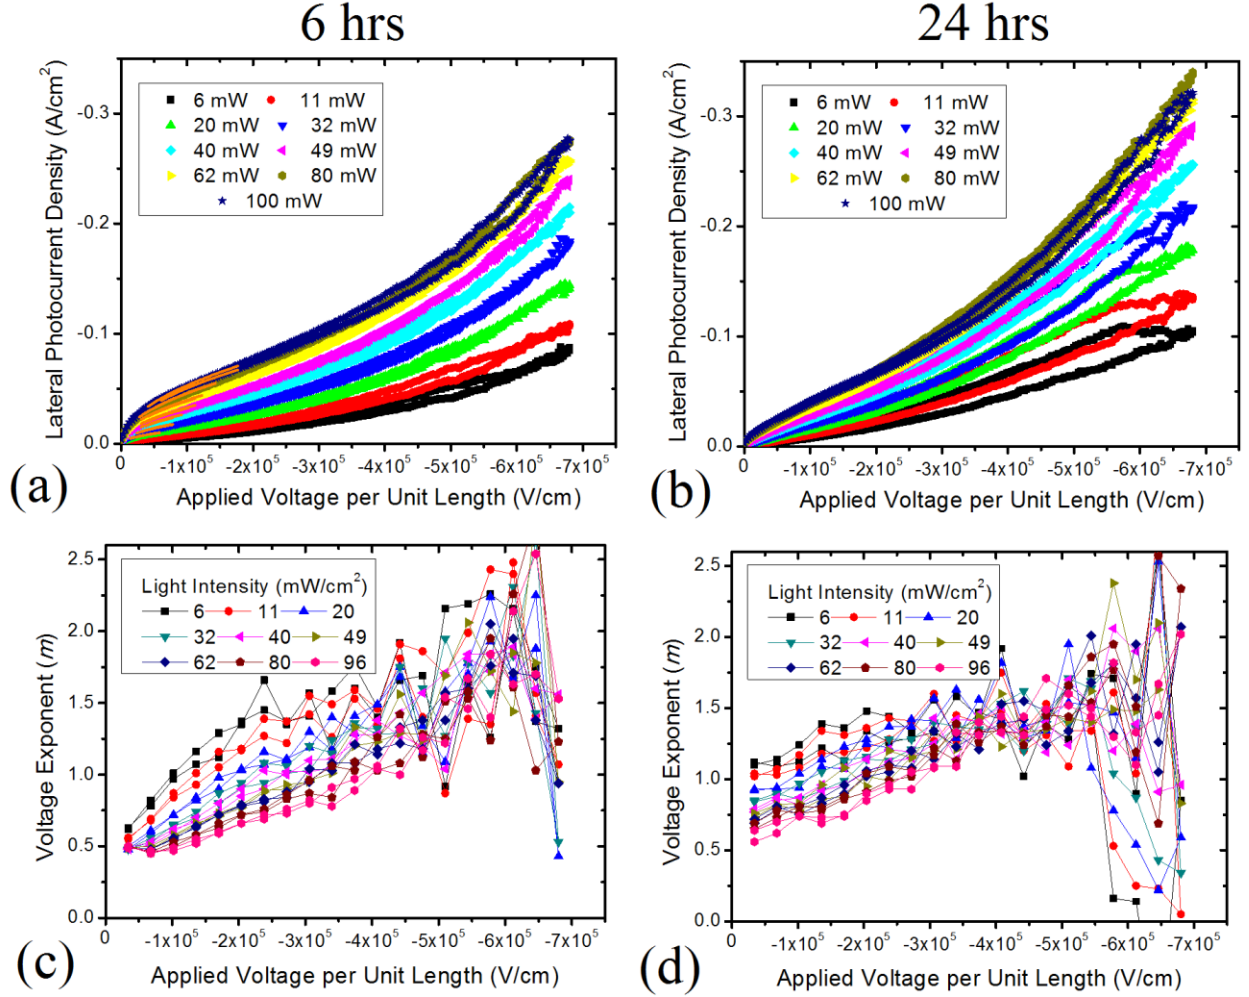 6 hrs
24 hrs
Lateral Photocurrent Density (A/cm²)
-0.3
-0.2
-0.1
0.0
6 mW 11 mW
20 mW 32 mW
40 mW 49 mW
62 mW 80 mW
100 mW
0 -1x10⁵ -2x10⁵ -3x10⁵ -4x10⁵ -5x10⁵ -6x10⁵ -7x10⁵
Applied Voltage per Unit Length (V/cm)
(a)
Lateral Photocurrent Density (A/cm²)
-0.3
-0.2
-0.1
0.0
6 mW 11 mW
20 mW 32 mW
40 mW 49 mW
62 mW 80 mW
100 mW
0 -1x10⁵ -2x10⁵ -3x10⁵ -4x10⁵ -5x10⁵ -6x10⁵ -7x10⁵
Applied Voltage per Unit Length (V/cm)
(b)
Voltage Exponent (m)
2.5
2.0
1.5
1.0
0.5
0.0
Light Intensity (mW/cm²)
6 11 20
32 40 49
62 80 96
0 -1x10⁵ -2x10⁵ -3x10⁵ -4x10⁵ -5x10⁵ -6x10⁵ -7x10⁵
Applied Voltage per Unit Length (V/cm)
(c)
Voltage Exponent (m)
2.5
2.0
1.5
1.0
0.5
0.0
Light Intensity (mW/cm²)
6 11 20
32 40 49
62 80 96
0 -1x10⁵ -2x10⁵ -3x10⁵ -4x10⁵ -5x10⁵ -6x10⁵ -7x10⁵
Applied Voltage per Unit Length (V/cm)
(d)